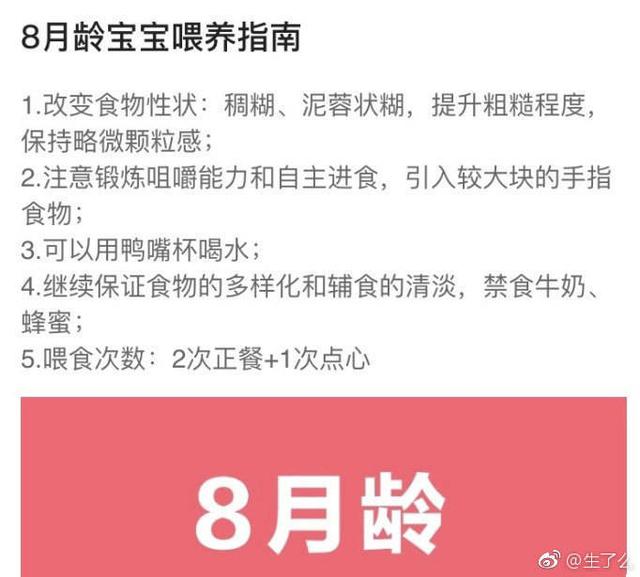 8月龄宝宝喂养指南
1.改变食物性状：稠糊、泥蓉状糊，提升粗糙程度，
保持略微颗粒感；
2.注意锻炼咀嚼能力和自主进食，引入较大块的手指
食物；
3.可以用鸭嘴杯喝水；
4.继续保证食物的多样化和辅食的清淡，禁食牛奶、
蜂蜜；
5.喂食次数：2次正餐+1次点心
8月龄
@生了么